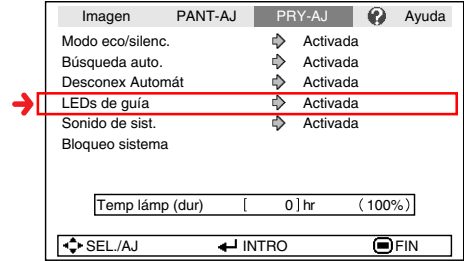 Imagen PANT-AJ PRY-AJ ? Ayuda
Modo eco/silenc. Activada
Búsqueda auto. Activada
Desconex Automát Activada
LEDs de guía Activada
Sonido de sist. Activada
Bloqueo sistema
Temp lámp (dur) [ 0] hr (100%)
SEL./AJ INTRO FIN